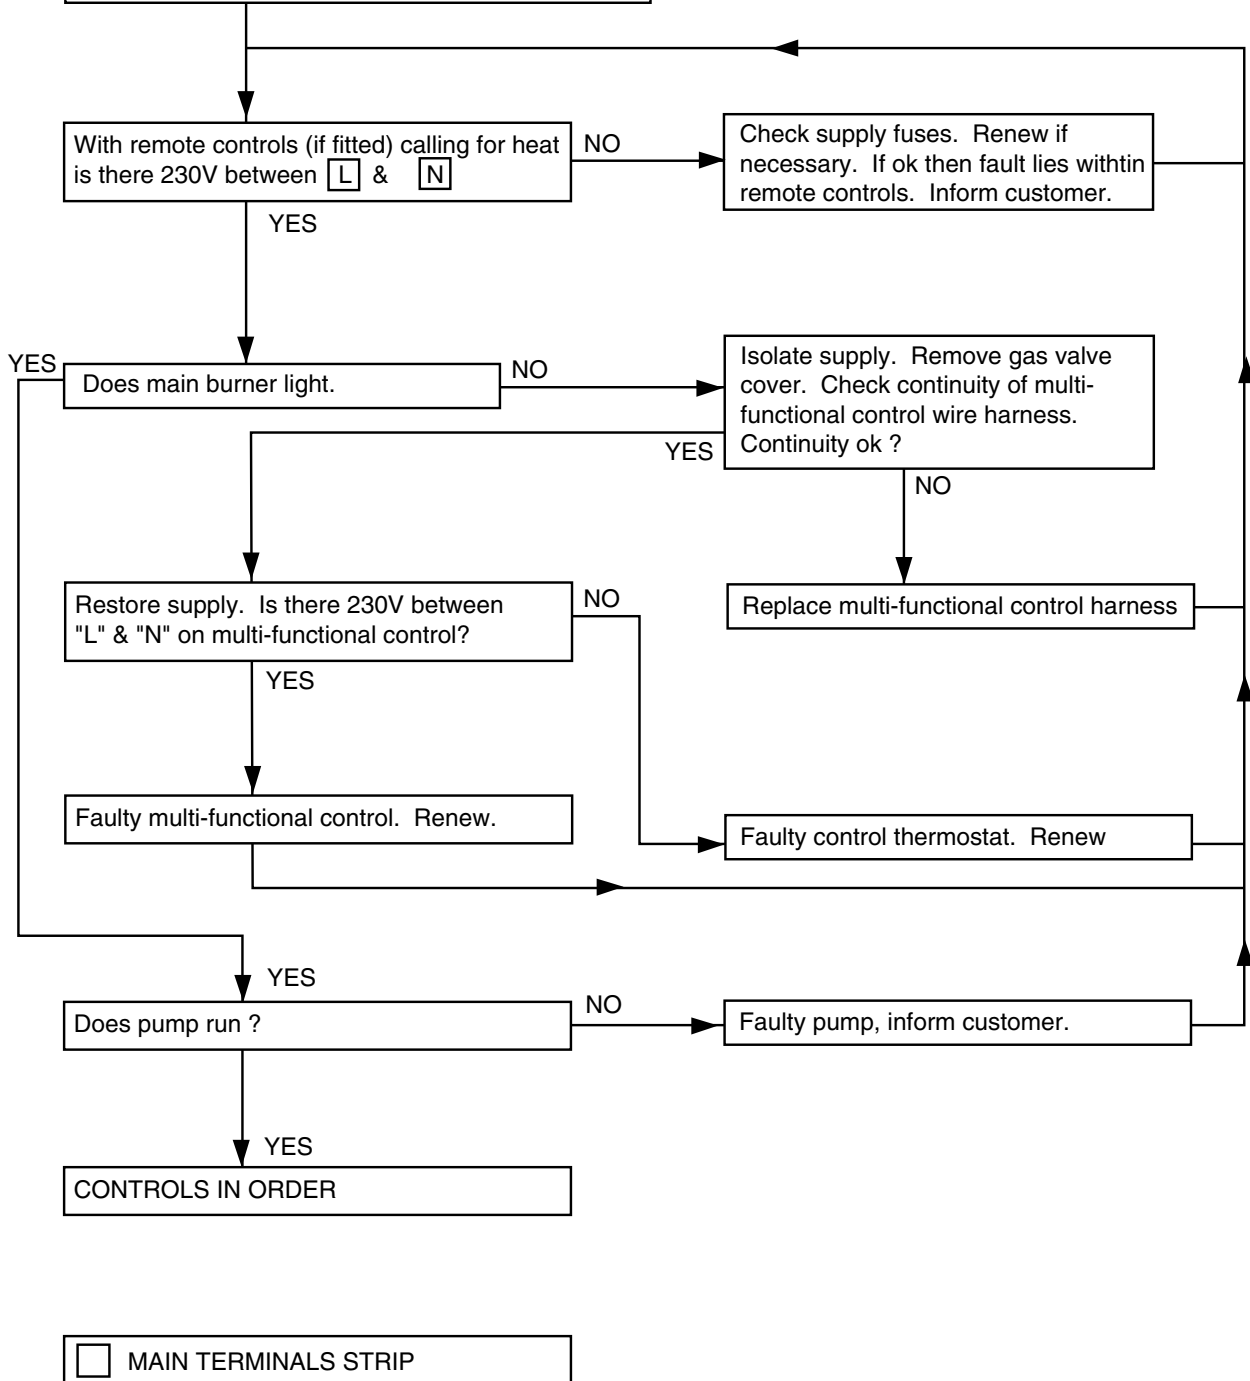 With remote controls (if fitted) calling for heat
is there 230V between L & N
NO
Check supply fuses. Renew if
necessary. If ok then fault lies withtin
remote controls. Inform customer.
YES
YES
Does main burner light.
NO
Isolate supply. Remove gas valve
cover. Check continuity of multi-
functional control wire harness.
Continuity ok ?
YES
NO
Restore supply. Is there 230V between
"L" & "N" on multi-functional control?
NO
Replace multi-functional control harness
YES
Faulty multi-functional control. Renew.
Faulty control thermostat. Renew
YES
Does pump run ?
NO
Faulty pump, inform customer.
YES
CONTROLS IN ORDER
MAIN TERMINALS STRIP